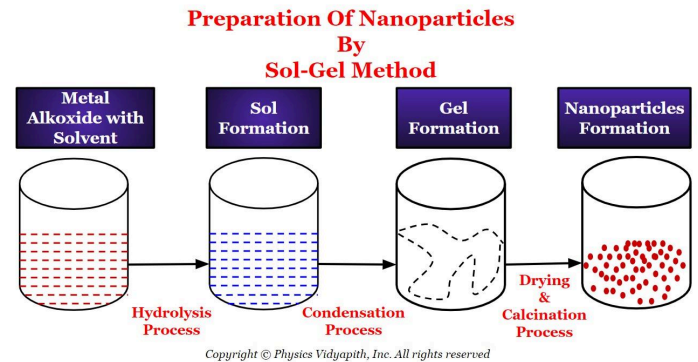 Preparation Of Nanoparticles
By
Sol-Gel Method
Metal
Alkoxide with
Solvent
Sol
Formation
Gel
Formation
Nanoparticles
Formation
Hydrolysis
Process
Condensation
Process
Drying
&
Calcination
Process
Copyright © Physics Vidyapith, Inc. All rights reserved